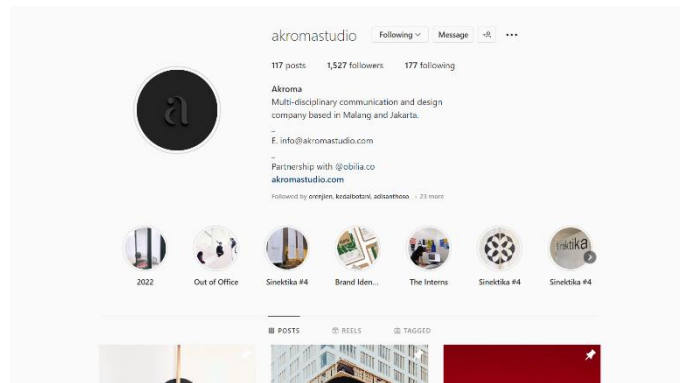 akromastudio
Following
Message
117 posts 1,527 followers 177 following
Akroma
Multi-disciplinary communication and design
company based in Malang and Jakarta.
_
E. info@akromastudio.com
_
Partnership with @obilia.co
akromastudio.com
Followed by orenjien, kedaibotani, adisanthoso + 23 more
a
sinektika
2022
Out of Office
Sinektika #4
Brand Iden...
The Interns
Sinektika #4
Sinektika #4
POSTS
REELS
TAGGED